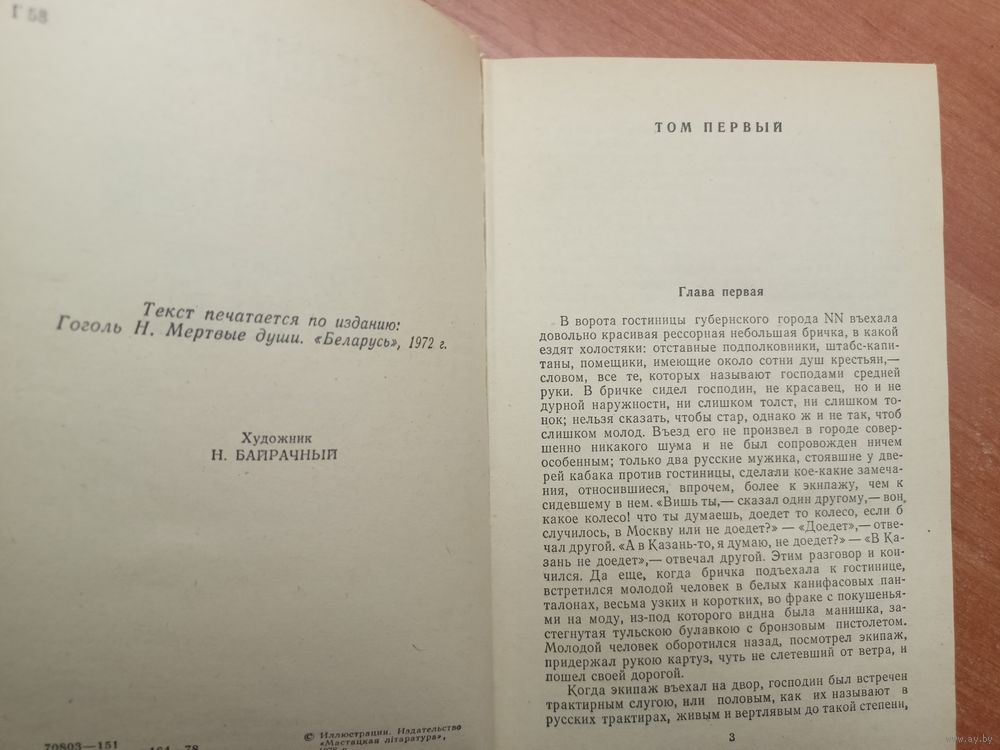 Г 58
Текст печатается по изданию:
Гоголь Н. Мертвые души. «Беларусь», 1972 г.
Художник
Н. БАЙРАЧНЫЙ
70803—151
164—78
© Иллюстрации. Издательство
«Мастацкая літаратура»,
ТОМ ПЕРВЫЙ
Глава первая
В ворота гостиницы губернского города NN въехала
довольно красивая рессорная небольшая бричка, в какой
ездят холостяки: отставные подполковники, штабс-капи-
таны, помещики, имеющие около сотни душ крестьян,—
словом, все те, которых называют господами средней
руки. В бричке сидел господин, не красавец, но и не
дурной наружности, ни слишком толст, ни слишком то-
нок; нельзя сказать, чтобы стар, однако ж и не так, чтоб
слишком молод. Въезд его не произвел в городе совер-
шенно никакого шума и не был сопровожден ничем
особенным; только два русские мужика, стоявшие у две-
рей кабака против гостиницы, сделали кое-какие замеча-
ния, относившиеся, впрочем, более к экипажу, чем к
сидевшему в нем. «Вишь ты,— сказал один другому,— вон
какое колесо! что ты думаешь, доедет то колесо, если б
случилось, в Москву или не доедет?» — «Доедет»,— отве-
чал другой. «А в Казань-то, я думаю, не доедет?» — «В Ка-
зань не доедет»,— отвечал другой. Этим разговор и кон-
чился. Да еще, когда бричка подъехала к гостинице,
встретился молодой человек в белых канифасовых пан-
талонах, весьма узких и коротких, во фраке с покушенья-
ми на моду, из-под которого видна была манишка, за-
стегнутая тульскою булавкою с бронзовым пистолетом.
Молодой человек оборотился назад, посмотрел экипаж,
придержал рукою картуз, чуть не слетевший от ветра, и
пошел своей дорогой.
Когда экипаж въехал на двор, господин был встречен
трактирным слугою, или половым, как их называют в
русских трактирах, живым и вертлявым до такой степени,
3
www.ay.by